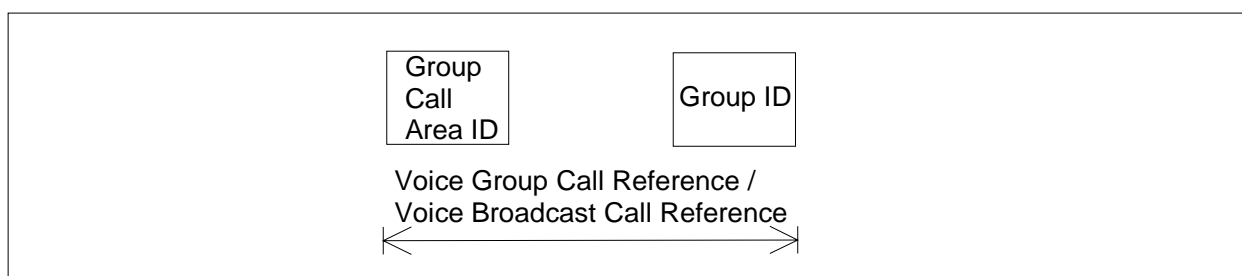 Group
Call
Area ID
Group ID
Voice Group Call Reference /
Voice Broadcast Call Reference